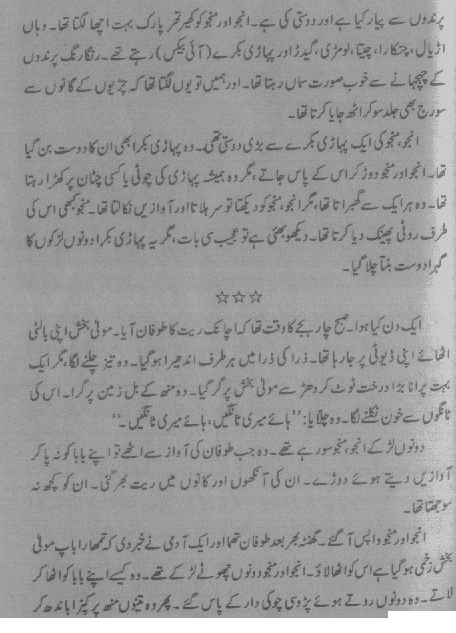 پرندوں سے پیار کیا ہے اور دوستی کی ہے۔ انجو اور منجو کو کھیر تھر پارک بہت اچھا لگتا تھا۔ وہاں
اڑیال، چنکارا، چیتا، لومڑی، گیدڑ اور پہاڑی بکرے (آئی بیکس) رہتے تھے۔ رنگا رنگ پرندوں
کے چہچہانے سے خوب صورت سماں رہتا تھا۔ اور ہمیں تو یوں لگتا تھا کہ چڑیوں کے گانوں سے
سورج بھی جلد سو کر اٹھ جایا کرتا تھا۔
انجو، منجو کی ایک پہاڑی بکرے سے بڑی دوستی تھی۔ وہ پہاڑی بکرا بھی ان کا دوست بن گیا
تھا۔ انجو اور منجو دوڑ کر اس کے پاس جاتے، مگر وہ ہمیشہ پہاڑی کی چوٹی یا کسی چٹان پر کھڑا رہتا
تھا۔ وہ ہر ایک سے گھبراتا تھا، مگر انجو، منجو کو دیکھتا تو سر ہلاتا اور آوازیں نکالتا تھا۔ منجو کبھی اس کی
طرف روٹی پھینک دیا کرتا تھا۔ دیکھو بھئی ہے تو عجیب سی بات، مگر یہ پہاڑی بکرا دونوں لڑکوں کا
گہرا دوست بنتا چلا گیا۔
☆☆☆
ایک دن کیا ہوا۔ صبح چار بجے کا وقت تھا کہ اچانک ریت کا طوفان آیا۔ مولیٰ بخش اپنی پالٹی
اٹھائے اپنی ڈیوٹی پر جا رہا تھا۔ ذرا کی ذرا میں ہر طرف اندھیرا ہو گیا۔ وہ تیز چلنے لگا، مگر ایک
بہت پرانا بڑا درخت ٹوٹ کر دھڑ سے مولیٰ بخش پر گر گیا۔ وہ منھ کے بل زمین پر گرا۔ اس کی
ٹانگوں سے خون نکلنے لگا۔ وہ چلّایا: ”ہائے میری ٹانگیں، ہائے میری ٹانگیں۔“
دونوں لڑکے انجو، منجو سو رہے تھے۔ وہ جب طوفان کی آواز سے اٹھے تو اپنے بابا کو نہ پا کر
آوازیں دیتے ہوئے دوڑے۔ ان کی آنکھوں اور کانوں میں ریت بھر گئی۔ ان کو کچھ نہ
سوجھتا تھا۔
انجو اور منجو واپس آ گئے۔ گھنٹہ بھر بعد طوفان تھما اور ایک آدمی نے خبر دی کہ تمھارا باپ مولیٰ
بخش زخمی ہو گیا ہے اس کو اٹھا لاؤ۔ انجو اور منجو دونوں چھوٹے لڑکے تھے۔ وہ کیسے اپنے بابا کو اٹھا کر
لاتے۔ وہ دونوں روتے ہوئے پڑوسی چوکی دار کے پاس گئے۔ پھر وہ تینوں منھ پر کپڑا باندھ کر